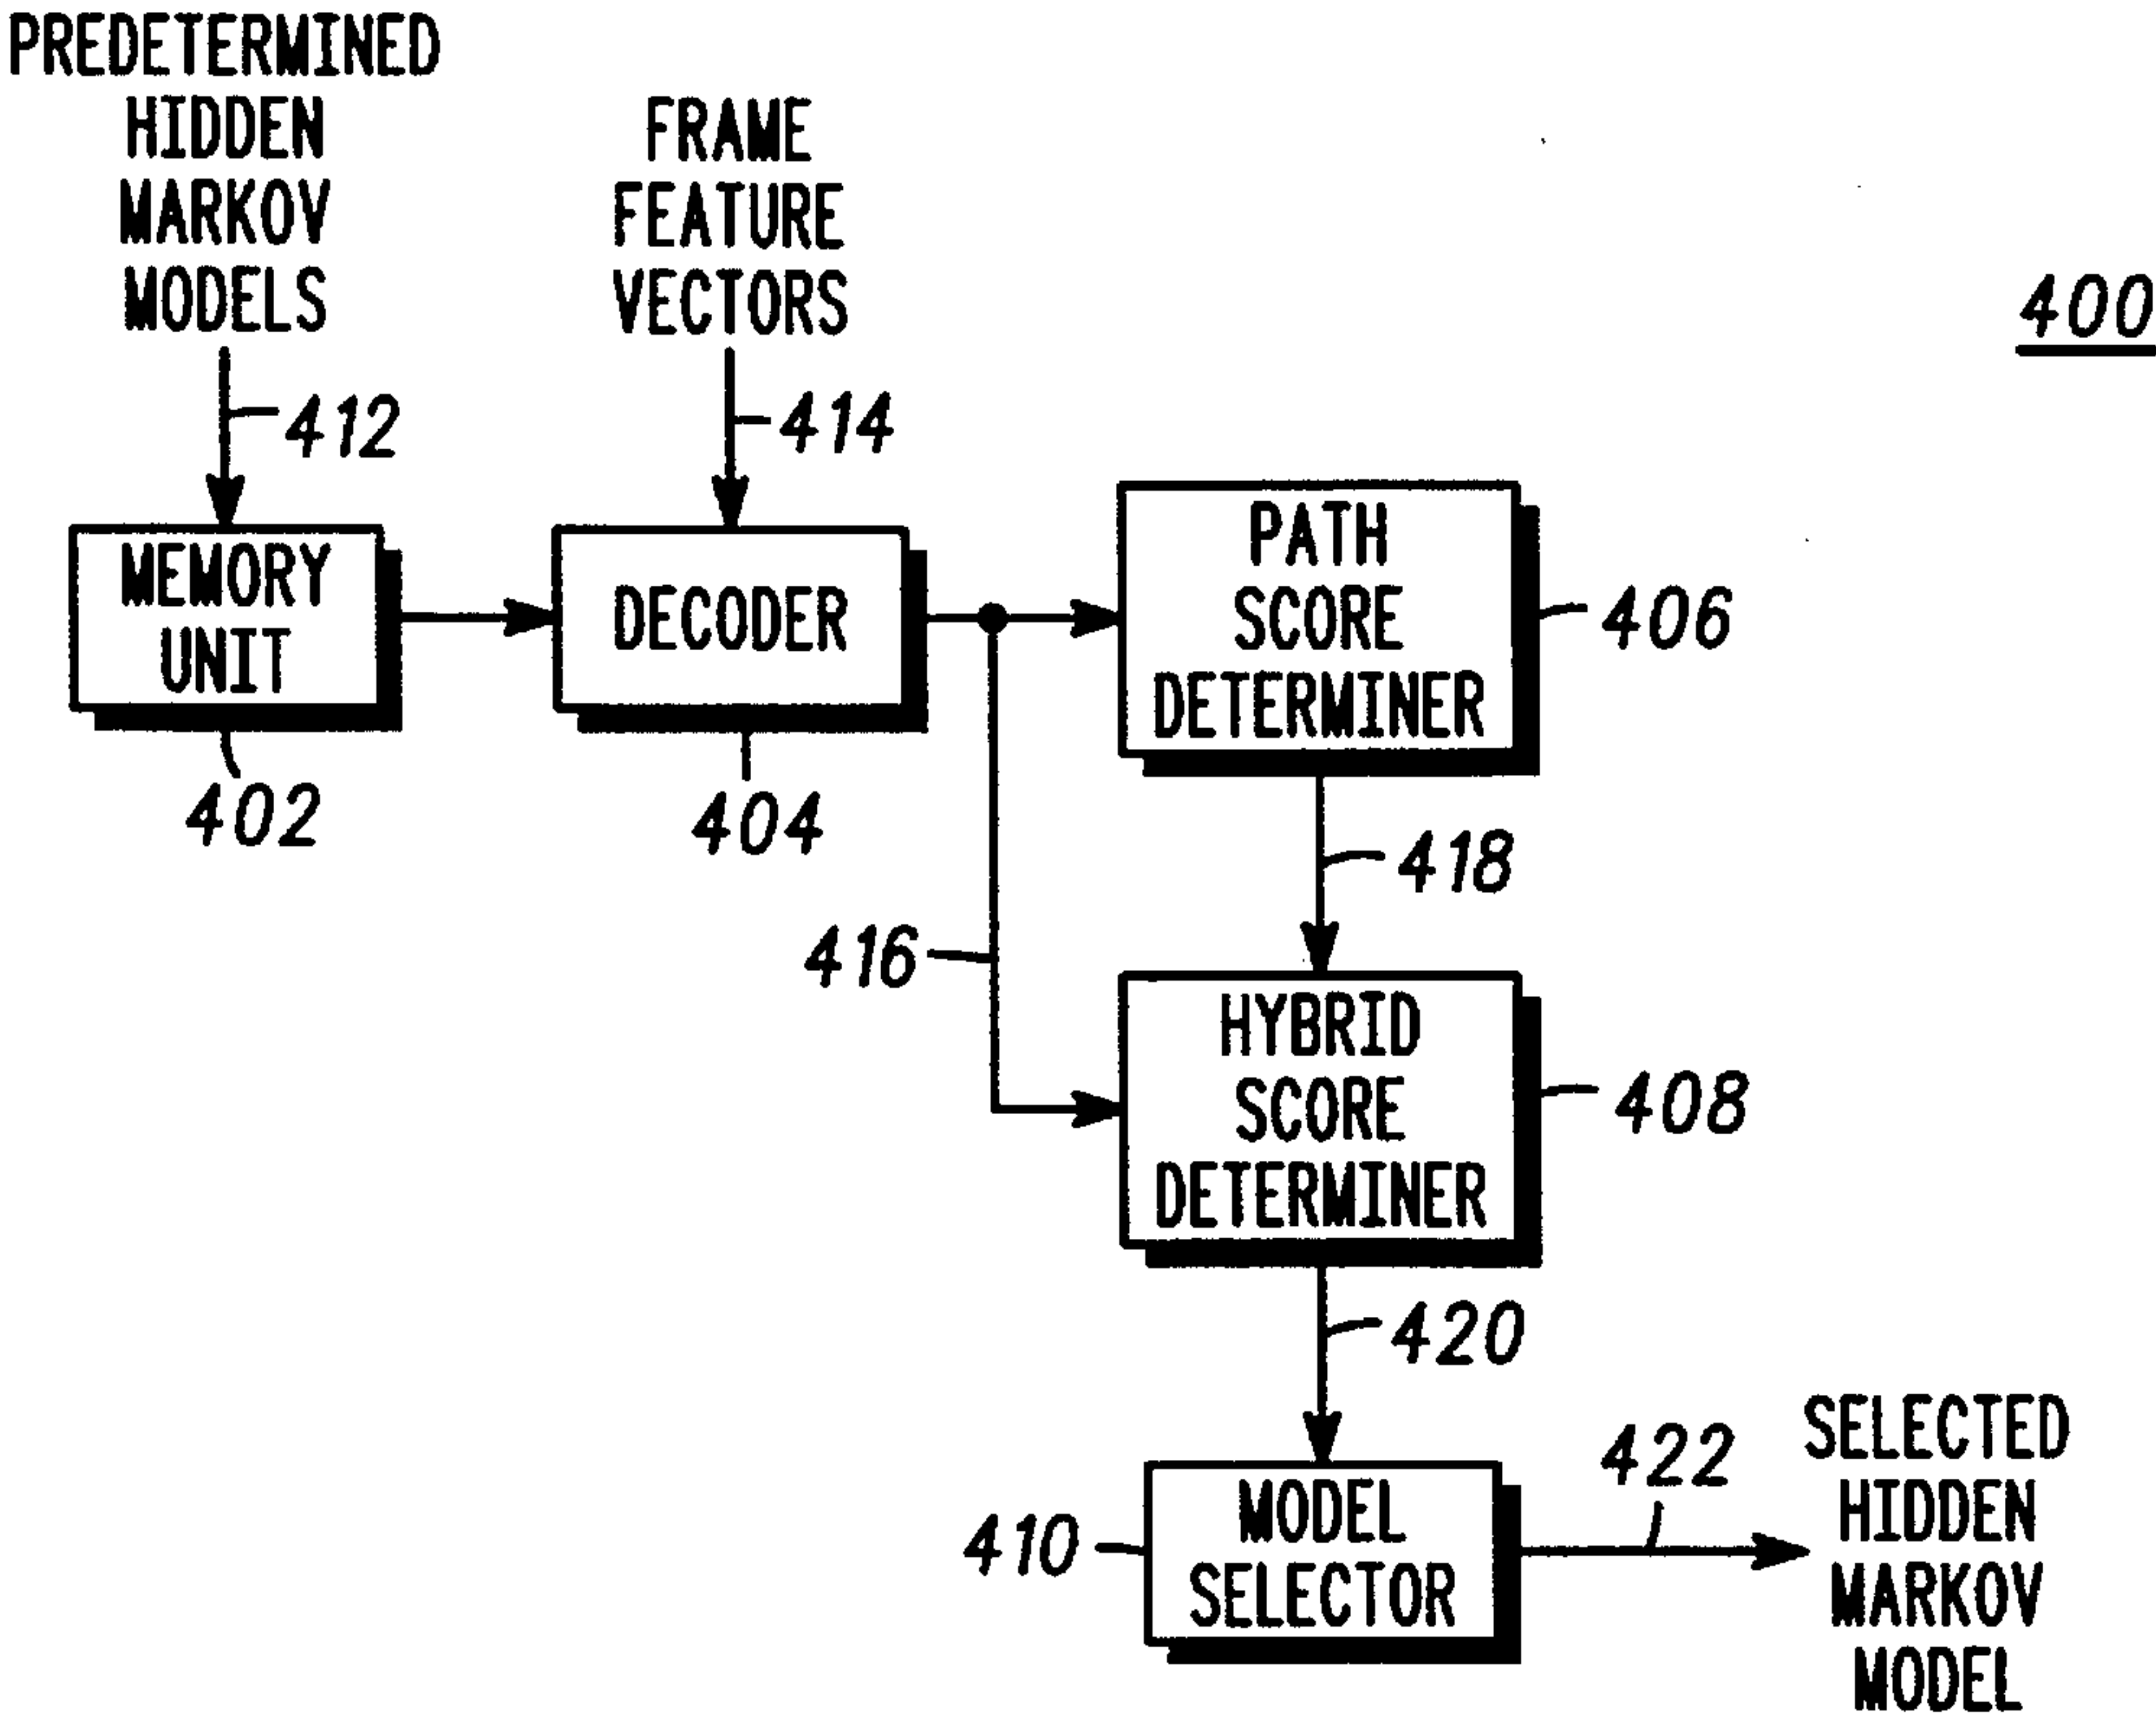 PREDETERMINED
HIDDEN
MARKOV
MODELS
FRAME
FEATURE
VECTORS
400
412
414
MEMORY
UNIT
DECODER
PATH
SCORE
DETERMINER
406
402
404
418
416
HYBRID
SCORE
DETERMINER
408
420
422
SELECTED
HIDDEN
MARKOV
MODEL
410
MODEL
SELECTOR